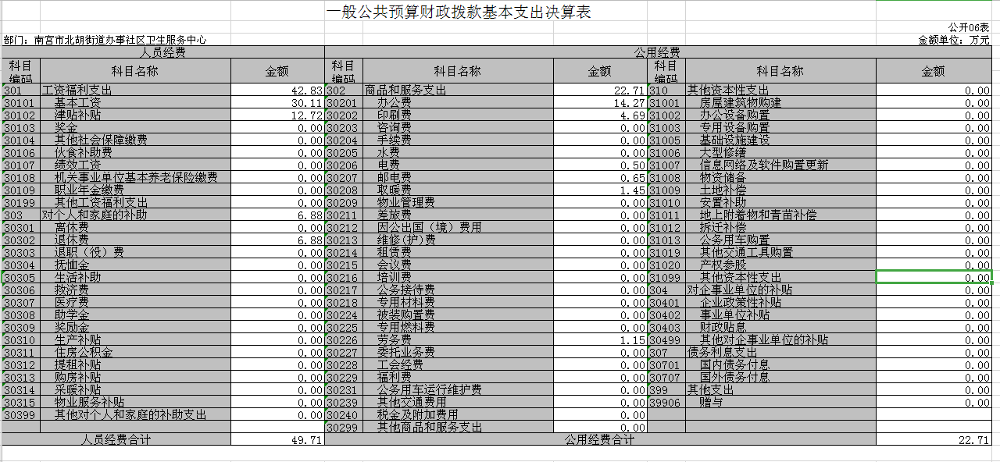 一般公共预算财政拨款基本支出决算表
公开06表
部门：南宫市北胡街道办事社区卫生服务中心 金额单位：万元
人员经费 公用经费
科目编码 科目名称 金额 科目编码 科目名称 金额 科目编码 科目名称 金额
301 工资福利支出 42.83 302 商品和服务支出 22.71 310 其他资本性支出 0.00
30101 基本工资 30.11 30201 办公费 14.27 31001 房屋建筑物购建 0.00
30102 津贴补贴 12.72 30202 印刷费 4.69 31002 办公设备购置 0.00
30103 奖金 0.00 30203 咨询费 0.00 31003 专用设备购置 0.00
30104 其他社会保障缴费 0.00 30204 手续费 0.00 31005 基础设施建设 0.00
30106 伙食补助费 0.00 30205 水费 0.00 31006 大型修缮 0.00
30107 绩效工资 0.00 30206 电费 0.50 31007 信息网络及软件购置更新 0.00
30108 机关事业单位基本养老保险缴费 0.00 30207 邮电费 0.65 31008 物资储备 0.00
30109 职业年金缴费 0.00 30208 取暖费 1.45 31009 土地补偿 0.00
30199 其他工资福利支出 0.00 30209 物业管理费 0.00 31010 安置补助 0.00
303 对个人和家庭的补助 6.88 30211 差旅费 0.00 31011 地上附着物和青苗补偿 0.00
30301 离休费 0.00 30212 因公出国（境）费用 0.00 31012 拆迁补偿 0.00
30302 退休费 6.88 30213 维修(护)费 0.00 31013 公务用车购置 0.00
30303 退职（役）费 0.00 30214 租赁费 0.00 31019 其他交通工具购置 0.00
30304 抚恤金 0.00 30215 会议费 0.00 31020 产权参股 0.00
30305 生活补助 0.00 30216 培训费 0.00 31099 其他资本性支出 0.00
30306 救济费 0.00 30217 公务接待费 0.00 304 对企事业单位的补贴 0.00
30307 医疗费 0.00 30218 专用材料费 0.00 30401 企业政策性补贴 0.00
30308 助学金 0.00 30224 被装购置费 0.00 30402 事业单位补贴 0.00
30309 奖励金 0.00 30225 专用燃料费 0.00 30403 财政贴息 0.00
30310 生产补贴 0.00 30226 劳务费 1.15 30499 其他对企事业单位的补贴 0.00
30311 住房公积金 0.00 30227 委托业务费 0.00 307 债务利息支出 0.00
30312 提租补贴 0.00 30228 工会经费 0.00 30701 国内债务付息 0.00
30313 购房补贴 0.00 30229 福利费 0.00 30707 国外债务付息 0.00
30314 采暖补贴 0.00 30231 公务用车运行维护费 0.00 399 其他支出 0.00
30315 物业服务补贴 0.00 30239 其他交通费用 0.00 39906 赠与 0.00
30399 其他对个人和家庭的补助支出 0.00 30240 税金及附加费用 0.00
30299 其他商品和服务支出 0.00
人员经费合计 49.71 公用经费合计 22.71